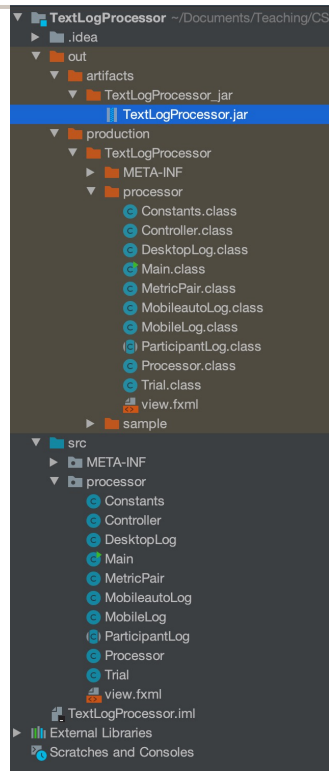 TextLogProcessor ~/Documents/Teaching/CS
.idea
out
artifacts
TextLogProcessor_jar
TextLogProcessor.jar
production
TextLogProcessor
META-INF
processor
Constants.class
Controller.class
DesktopLog.class
Main.class
MetricPair.class
MobileautoLog.class
MobileLog.class
ParticipantLog.class
Processor.class
Trial.class
view.fxml
sample
src
META-INF
processor
Constants
Controller
DesktopLog
Main
MetricPair
MobileautoLog
MobileLog
ParticipantLog
Processor
Trial
view.fxml
TextLogProcessor.iml
External Libraries
Scratches and Consoles